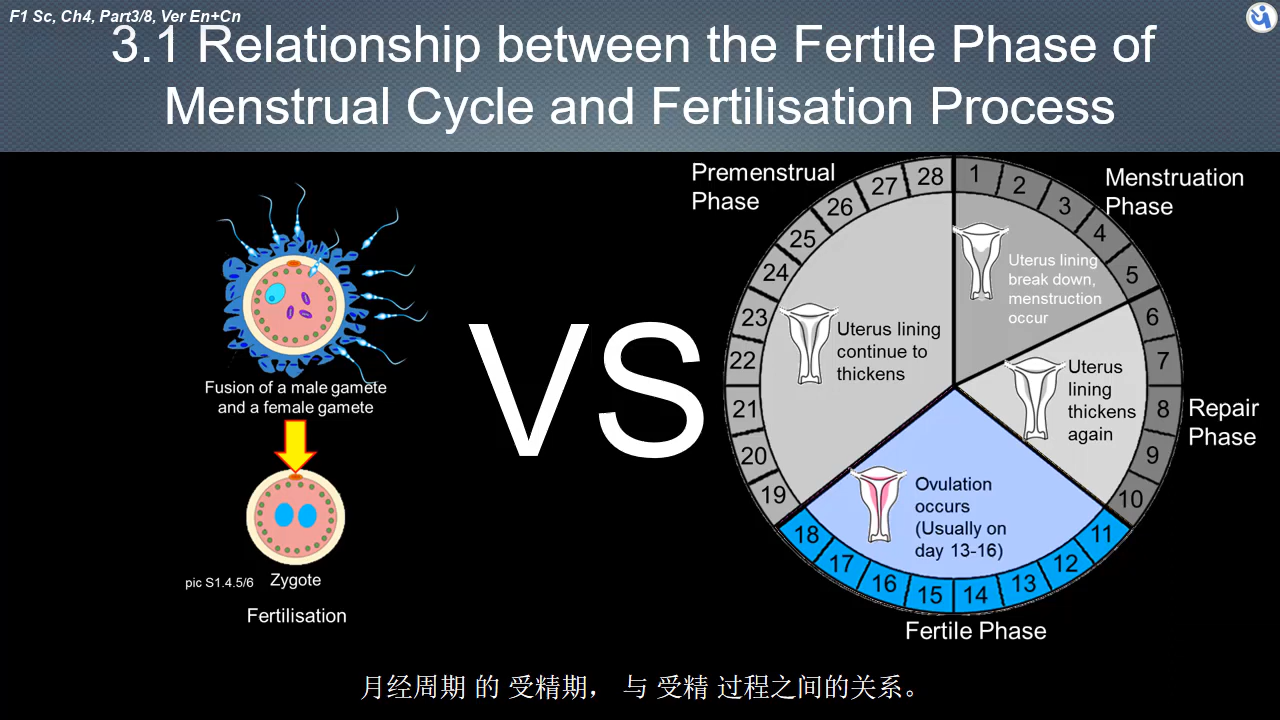 F1 Sc, Ch4, Part3/8, Ver En+Cn
3.1 Relationship between the Fertile Phase of
Menstrual Cycle and Fertilisation Process
Fusion of a male gamete
and a female gamete
pic S1.4.5/6
Zygote
Fertilisation
VS
Premenstrual
Phase
Menstruation
Phase
Repair
Phase
Fertile Phase
1
2
3
4
5
6
7
8
9
10
11
12
13
14
15
16
17
18
19
20
21
22
23
24
25
26
27
28
Uterus lining
break down,
menstruction
occur
Uterus
lining
thickens
again
Ovulation
occurs
(Usually on
day 13-16)
Uterus lining
continue to
thickens
月经周期 的 受精期， 与 受精 过程之间的关系。